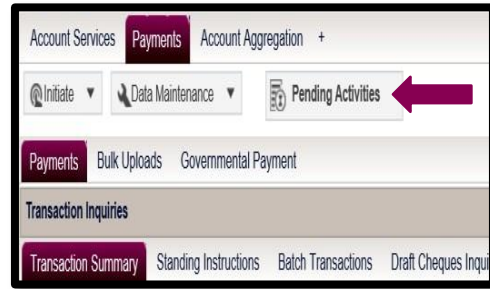 Account Services Payments Account Aggregation +
Initiate Data Maintenance Pending Activities
Payments Bulk Uploads Governmental Payment
Transaction Inquiries
Transaction Summary Standing Instructions Batch Transactions Draft Cheques Inqui